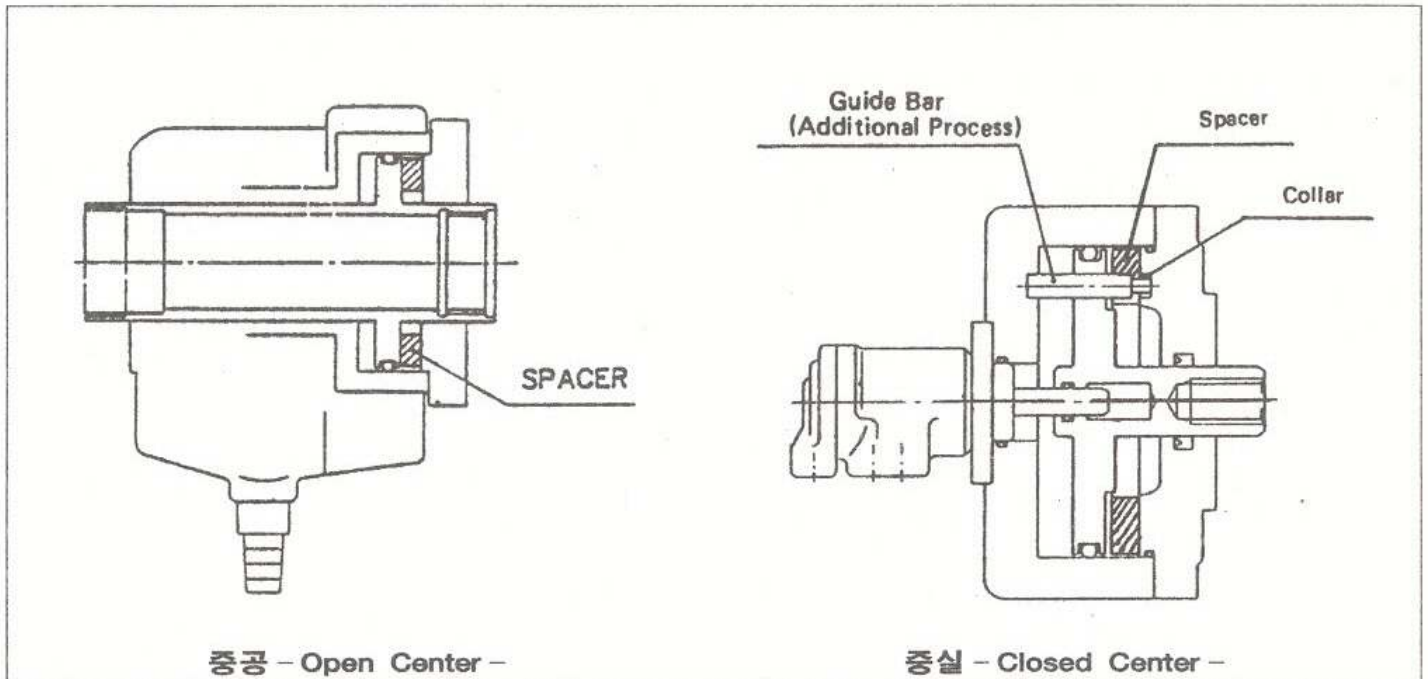 SPACER
중공 - Open Center -
Guide Bar
(Additional Process)
Spacer
Collar
중실 - Closed Center -